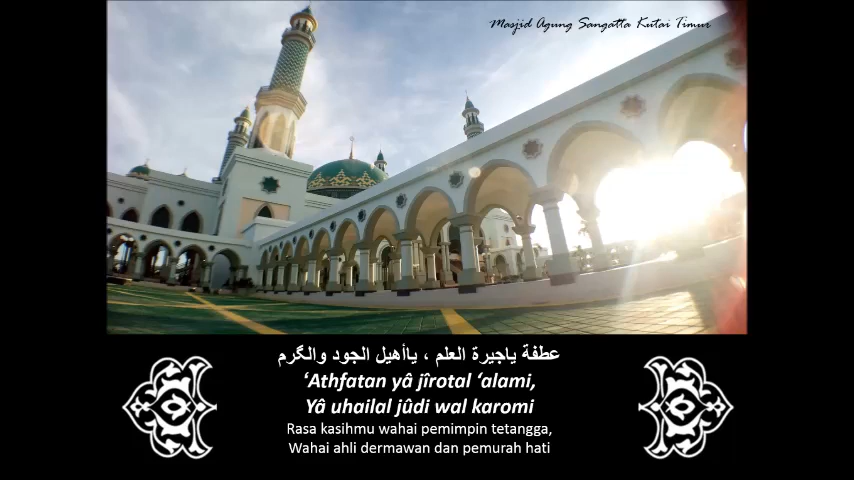 Masjid Agung Sangatta Kutai Timur
عطفة ياجيرة العلم ، ياأهيل الجود والگرم
‘Athfatan yâ jîrotal ‘alami,
Yâ uhailal jûdi wal karomi
Rasa kasihmu wahai pemimpin tetangga,
Wahai ahli dermawan dan pemurah hati